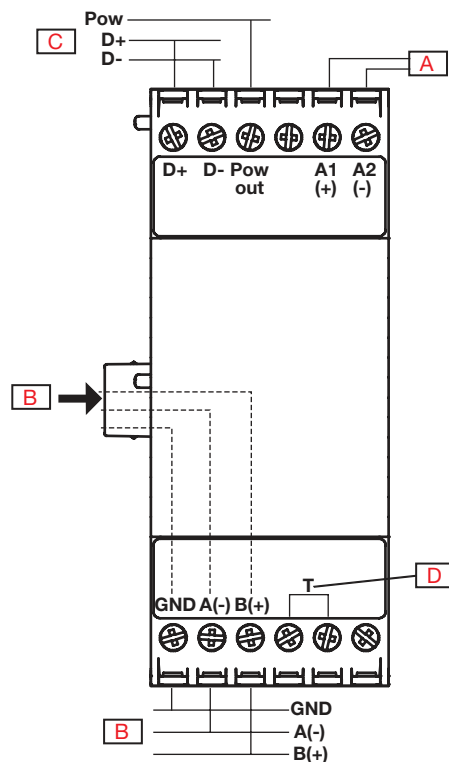 Pow
C
D+
D-
A
D+ D- Pow out A1 (+) A2 (-)
B
T
D
GND A(-) B(+)
GND
B
A(-)
B(+)